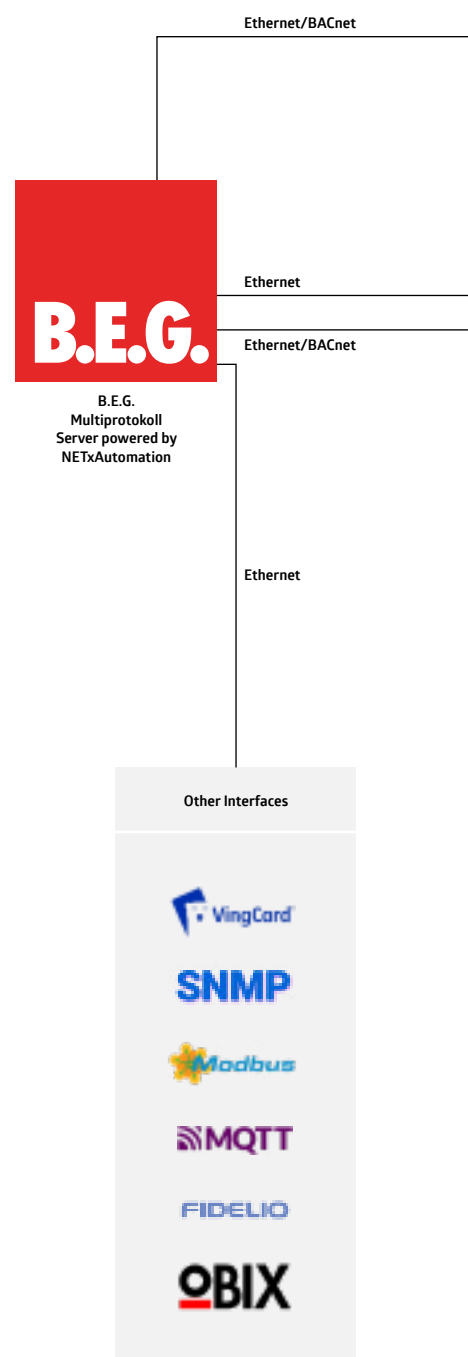 Ethernet/BACnet
Ethernet
B.E.G.
Ethernet/BACnet
B.E.G.
Multiprotokoll
Server powered by
NETxAutomation
Ethernet
Other Interfaces
VingCard
SNMP
Modbus
MQTT
FIDELIO
OBIX